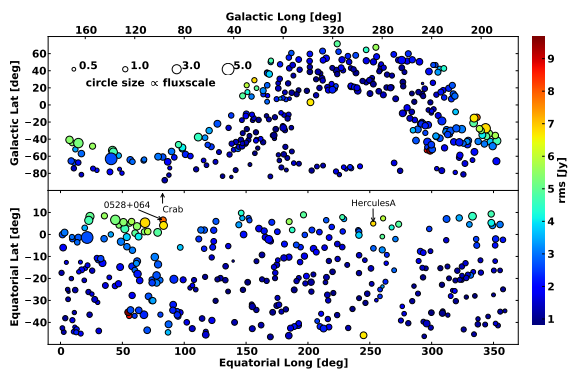 Galactic Long [deg]
160 120 80 40 0 320 280 240 200
Galactic Lat [deg]
60
40
20
0
−20
−40
−60
−80
0.5 1.0 3.0 5.0
circle size ∝ fluxscale
0528+064
Crab
HerculesA
Equatorial Lat [deg]
10
0
−10
−20
−30
−40
0 50 100 150 200 250 300 350
Equatorial Long [deg]
9
8
7
6
5
4
3
2
1
rms [Jy]